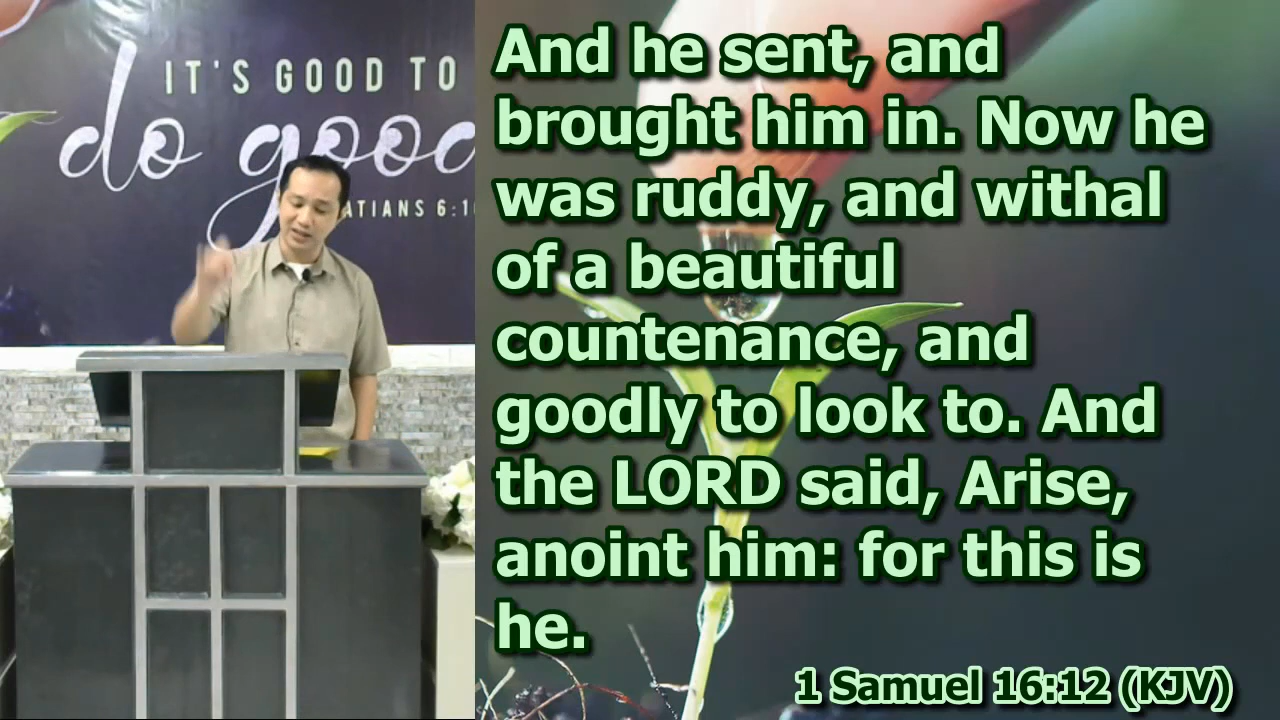 IT'S GOOD TO
do good
ATIANS 6:1
And he sent, and
brought him in. Now he
was ruddy, and withal
of a beautiful
countenance, and
goodly to look to. And
the LORD said, Arise,
anoint him: for this is
he.
1 Samuel 16:12 (KJV)